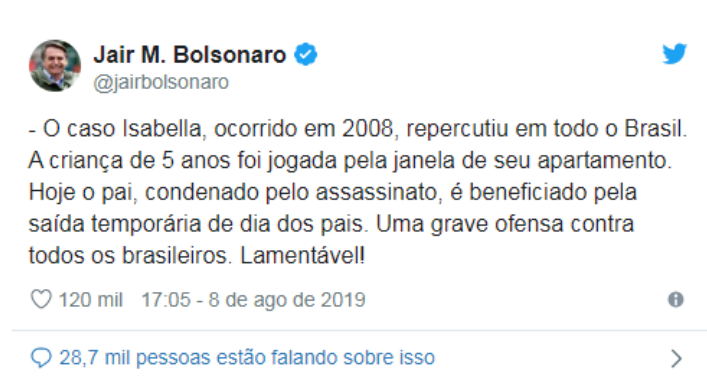 Jair M. Bolsonaro
@jairbolsonaro
- O caso Isabella, ocorrido em 2008, repercutiu em todo o Brasil.
A criança de 5 anos foi jogada pela janela de seu apartamento.
Hoje o pai, condenado pelo assassinato, é beneficiado pela
saída temporária de dia dos pais. Uma grave ofensa contra
todos os brasileiros. Lamentável!
120 mil 17:05 - 8 de ago de 2019
28,7 mil pessoas estão falando sobre isso